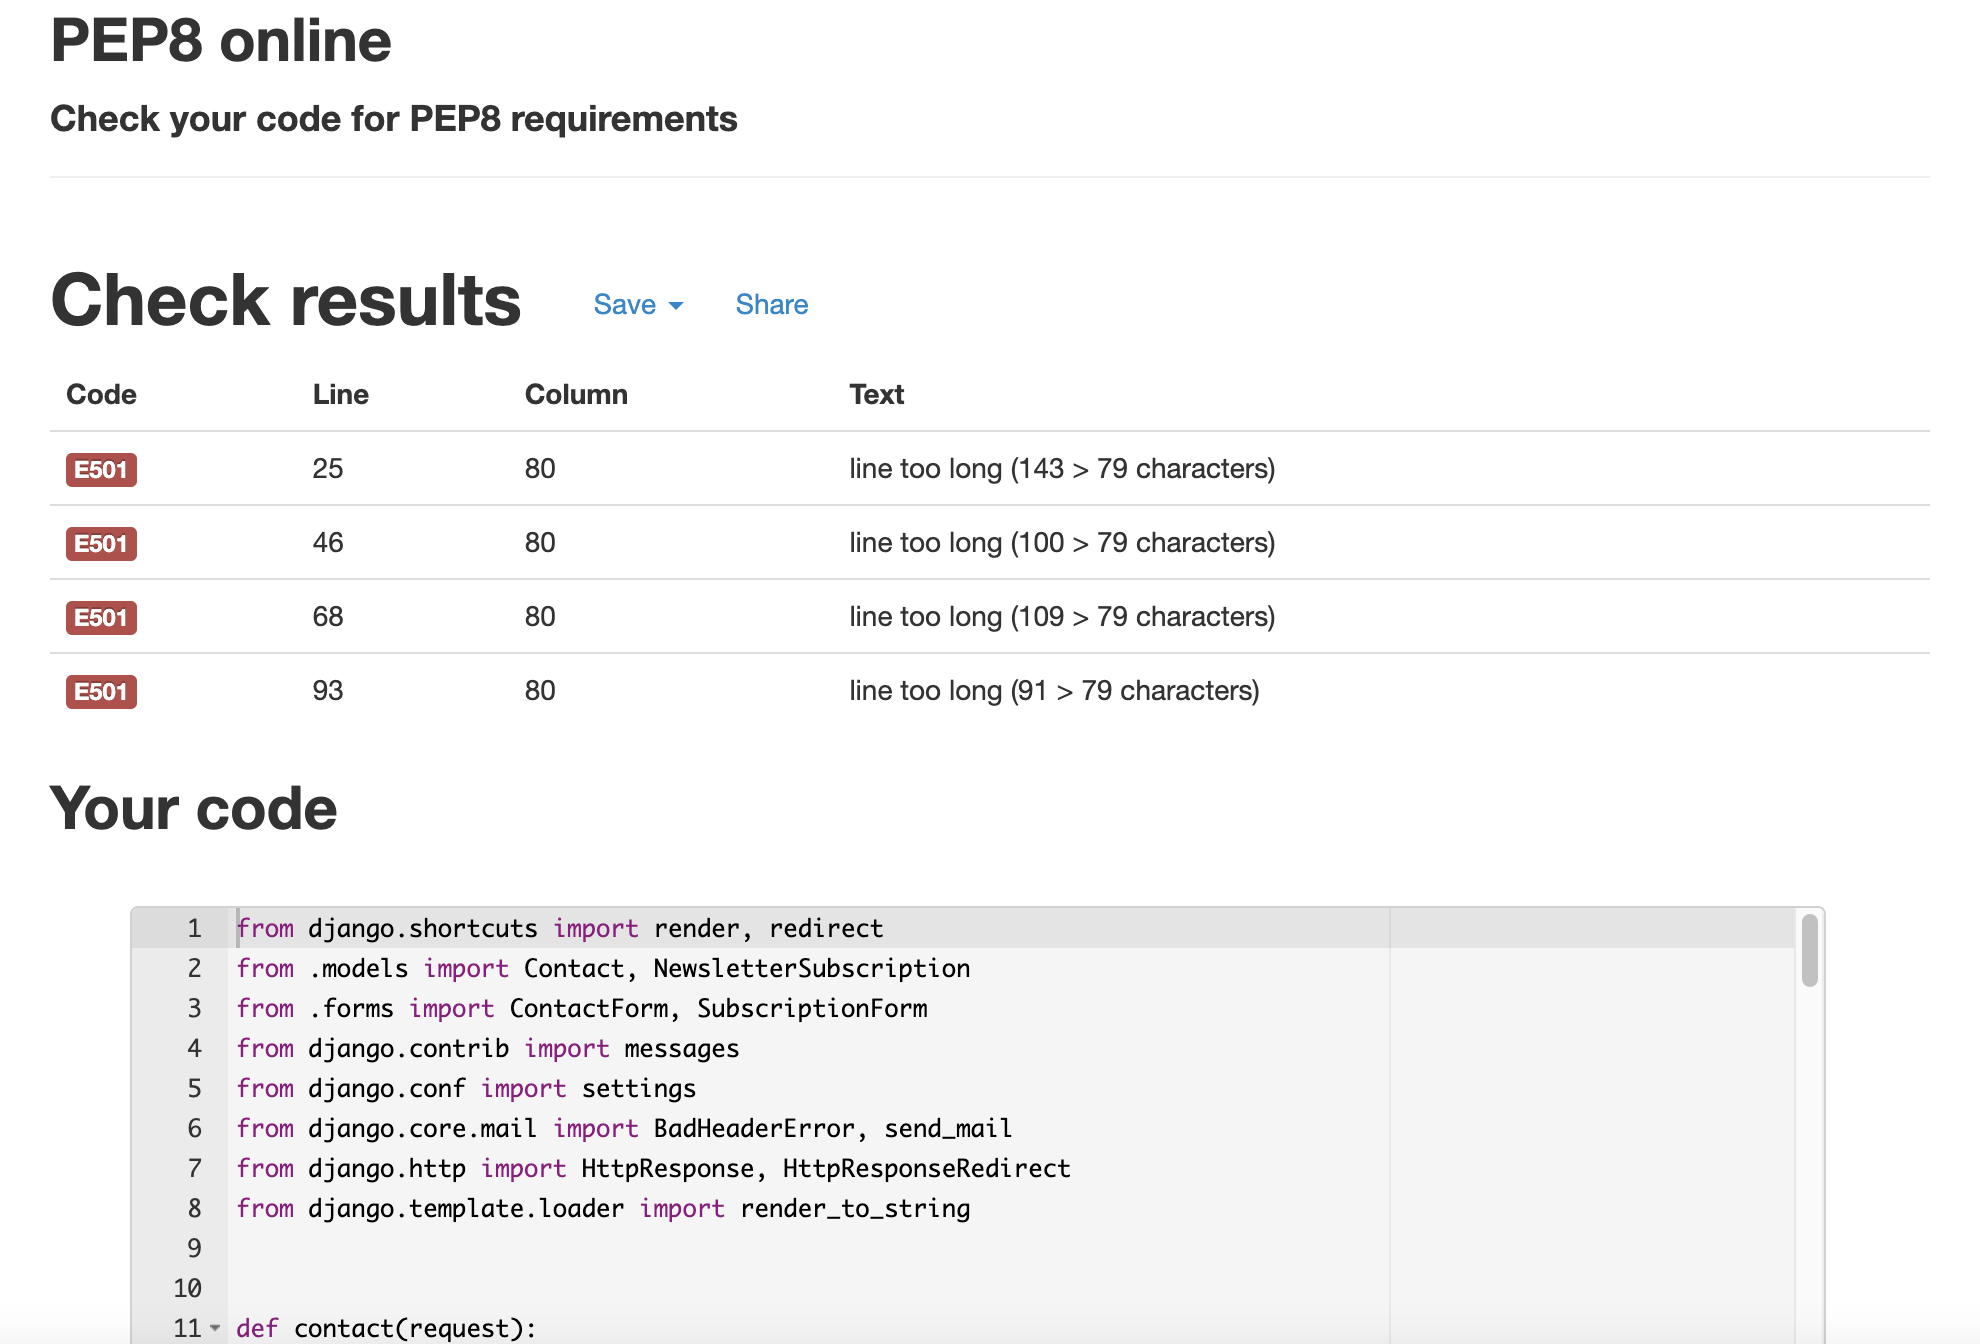 PEP8 online
Check your code for PEP8 requirements
Check results Save Share
Code Line Column Text
E501 25 80 line too long (143 > 79 characters)
E501 46 80 line too long (100 > 79 characters)
E501 68 80 line too long (109 > 79 characters)
E501 93 80 line too long (91 > 79 characters)
Your code
1 from django.shortcuts import render, redirect
2 from .models import Contact, NewsletterSubscription
3 from .forms import ContactForm, SubscriptionForm
4 from django.contrib import messages
5 from django.conf import settings
6 from django.core.mail import BadHeaderError, send_mail
7 from django.http import HttpResponse, HttpResponseRedirect
8 from django.template.loader import render_to_string
9
10
11 def contact(request):